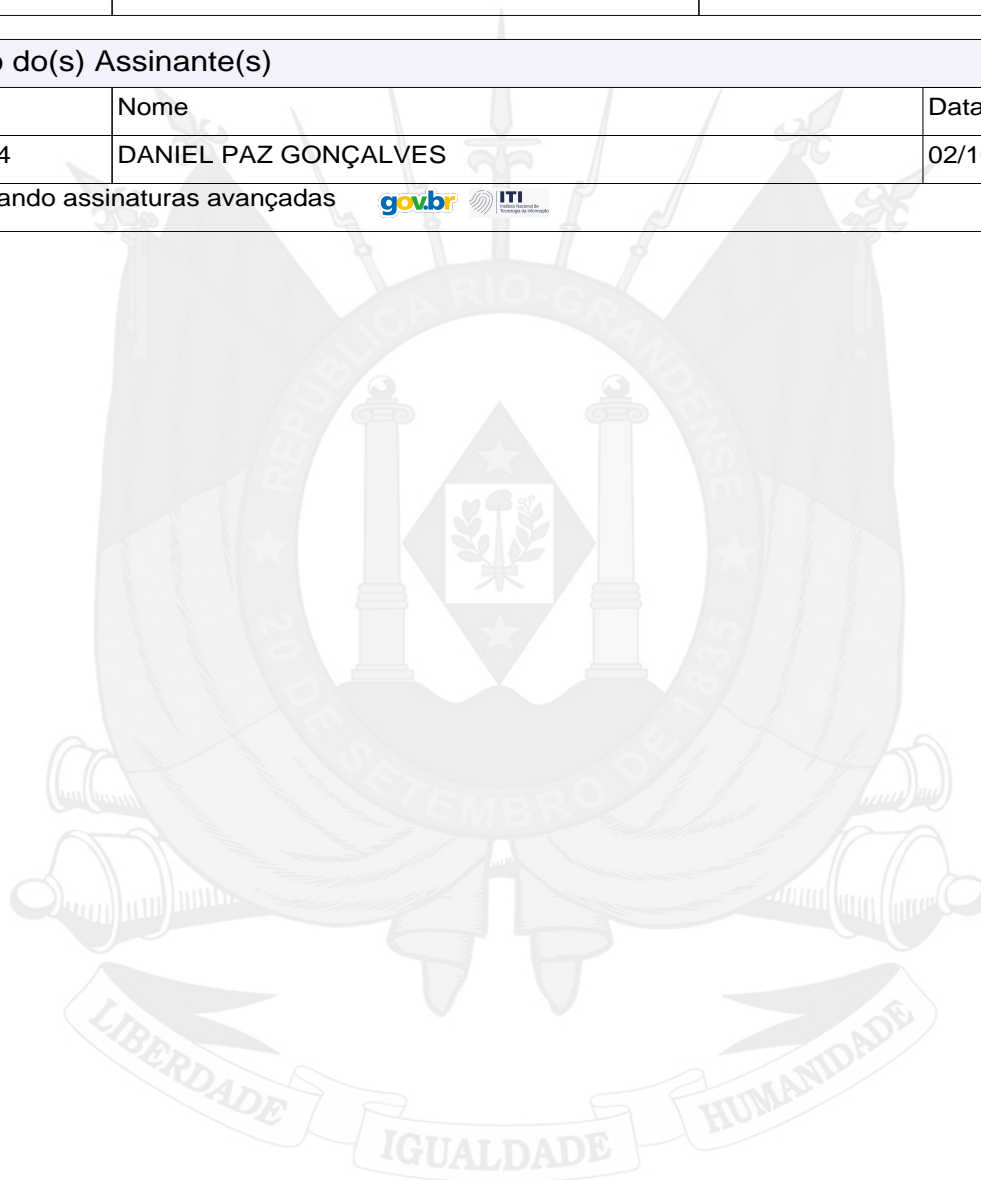 o do(s) Assinante(s)
Nome Data
4 DANIEL PAZ GONÇALVES 02/1
ando assinaturas avançadas gov.br ITI
REPÚBLICA RIO-GRANDENSE
20 DE SETEMBRO DE 1835
LIBERDADE IGUALDADE HUMANIDADE